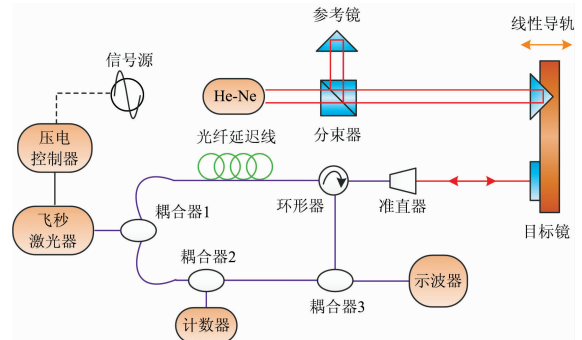 参考镜
线性导轨
信号源
He-Ne
分束器
光纤延迟线
压电
控制器
环形器
准直器
飞秒
激光器
耦合器1
目标镜
耦合器2
耦合器3
示波器
计数器